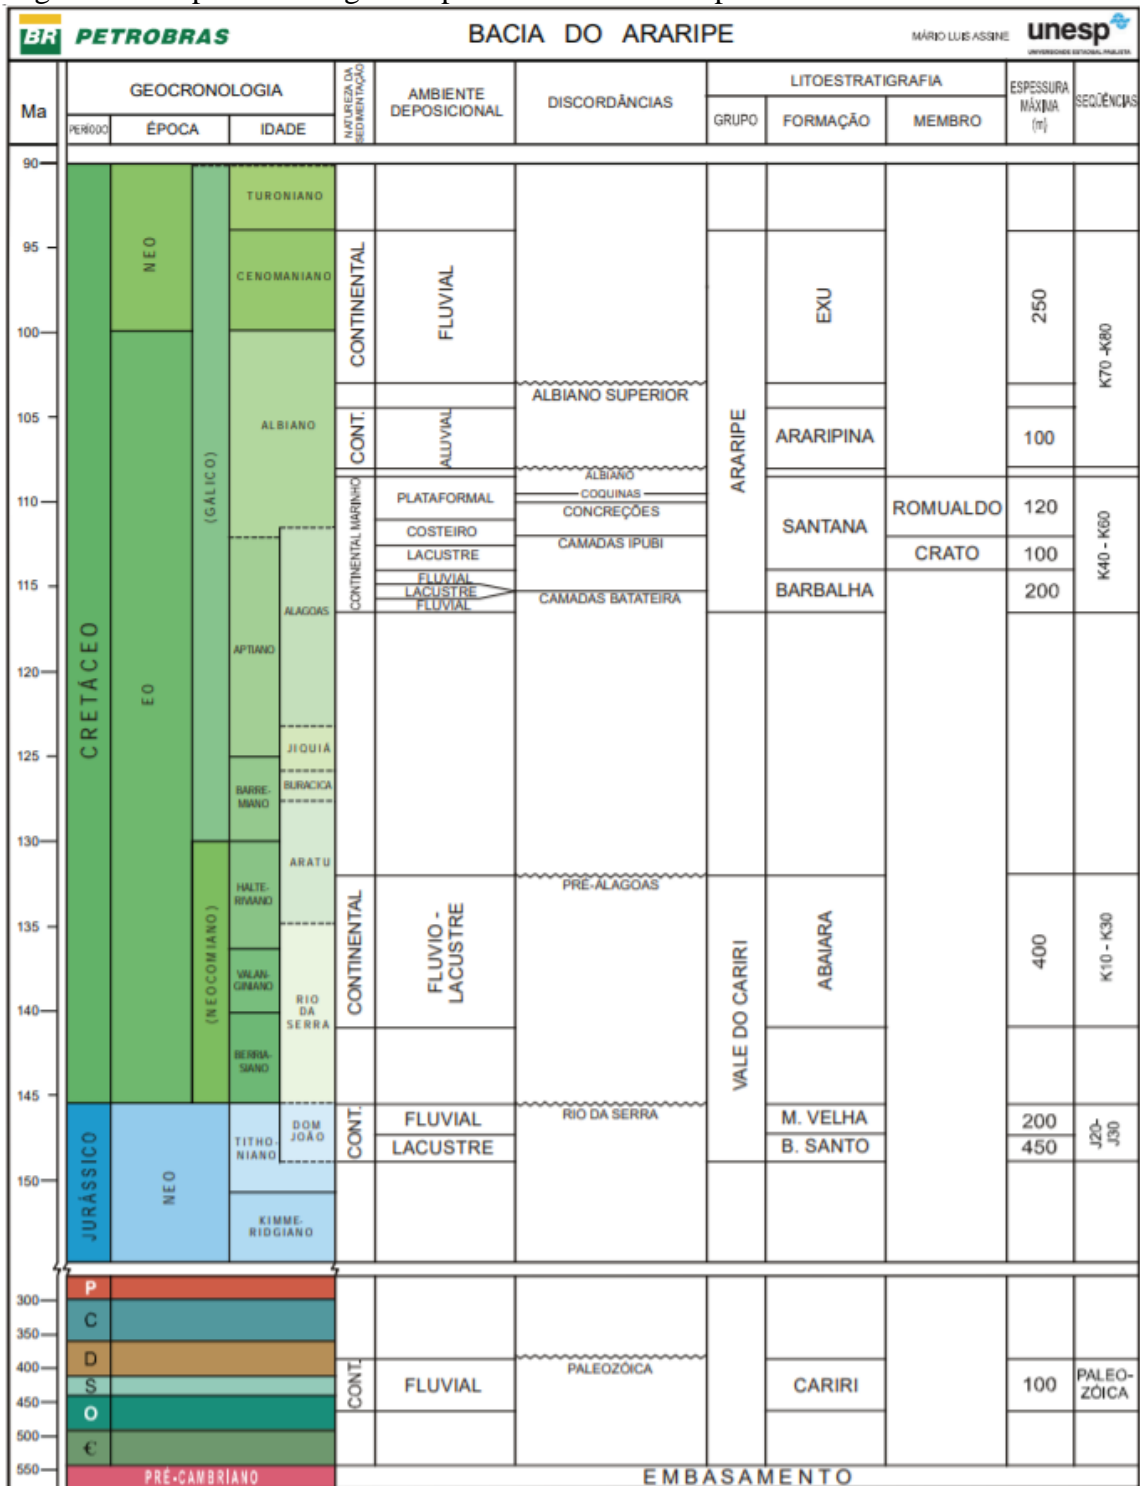 BR PETROBRAS
BACIA DO ARARIPE
MÁRIO LUIS ASSINE
unesp
UNIVERSIDADE ESTADUAL PAULISTA
Ma
GEOCRONOLOGIA
PERÍODO
ÉPOCA
IDADE
NATUREZA DA
SEDIMENTAÇÃO
AMBIENTE
DEPOSICIONAL
DISCORDÂNCIAS
LITOESTRATIGRAFIA
GRUPO
FORMAÇÃO
MEMBRO
ESPESSURA
MÁXIMA
(m)
SEQÜÊNCIAS
90
95
100
105
110
115
120
125
130
135
140
145
150
300
350
400
450
500
550
CRETÁCEO
JURÁSSICO
P
C
D
S
O
Є
PRÉ-CAMBRIANO
NEO
EO
NEO
(GÁLICO)
(NEOCOMIANO)
TURONIANO
CENOMANIANO
ALBIANO
APTIANO
BARRE-
MIANO
HALTE-
RIVIANO
VALAN-
GINIANO
BERRIA-
SIANO
TITHO-
NIANO
KIMME-
RIDGIANO
ALAGOAS
JIQUIÁ
BURACICA
ARATU
RIO
DA
SERRA
DOM
JOÃO
CONTINENTAL
CONT.
CONTINENTAL MARINHO
CONTINENTAL
CONT.
CONT.
FLUVIAL
ALUVIAL
PLATAFORMAL
COSTEIRO
LACUSTRE
FLUVIAL
LACUSTRE
FLUVIAL
FLUVIO -
LACUSTRE
FLUVIAL
LACUSTRE
FLUVIAL
ALBIANO SUPERIOR
ALBIANO
COQUINAS
CONCREÇÕES
CAMADAS IPUBI
CAMADAS BATATEIRA
PRÉ-ALAGOAS
RIO DA SERRA
PALEOZÓICA
ARARIPE
VALE DO CARIRI
EXU
ARARIPINA
SANTANA
BARBALHA
ABAIARA
M. VELHA
B. SANTO
CARIRI
ROMUALDO
CRATO
250
100
120
100
200
400
200
450
100
K70 -K80
K40 - K60
K10 - K30
J20-
J30
PALEO-
ZÓICA
EMBASAMENTO